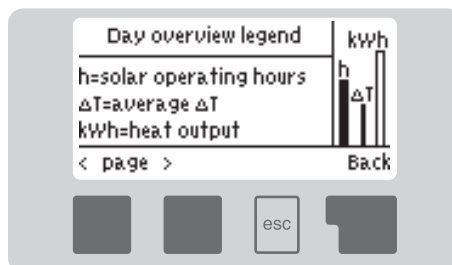 Day overview legend
kWh
h=solar operating hours
h
ΔT=average ΔT
ΔT
kWh=heat output
< page >
Back
esc